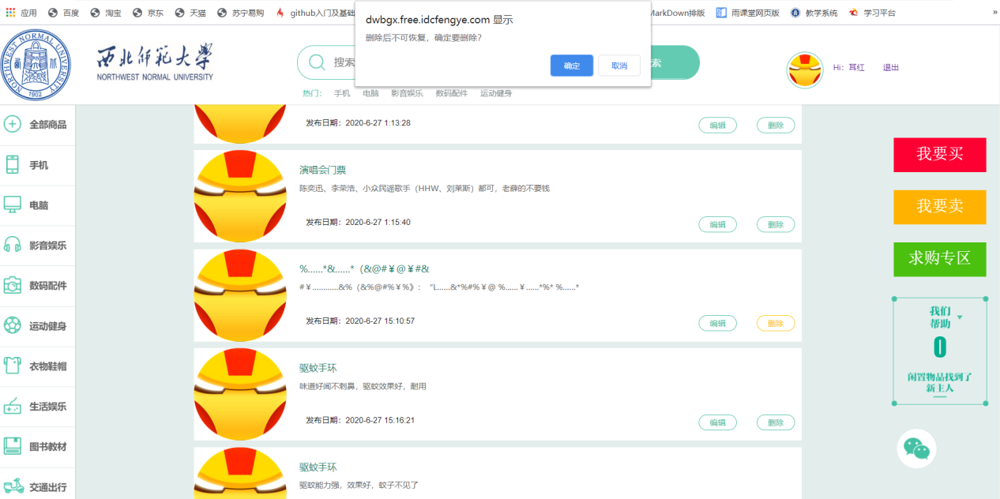 应用 百度 淘宝 京东 天猫 苏宁易购 github入门及基础 MarkDown排版 雨课堂网页版 教学系统 学习平台 »
dwbgx.free.idcfengye.com 显示
删除后不可恢复，确定要删除？
确定 取消
NORTHWEST NORMAL UNIVERSITY
1902
西北师范大学
NORTHWEST NORMAL UNIVERSITY
搜索 索
Hi：耳红 退出
热门： 手机 电脑 影音娱乐 数码配件 运动健身
全部商品
手机
电脑
影音娱乐
数码配件
运动健身
衣物鞋帽
生活娱乐
图书教材
交通出行
发布日期：2020-6-27 1:13:28
编辑 删除
演唱会门票
陈奕迅、李荣浩、小众民谣歌手（HHW、刘莱斯）都可，老薛的不要钱
发布日期：2020-6-27 1:15:40
编辑 删除
%......*&......*（&@#￥@￥#&
#￥............&%（&%@#%￥%》： “L......&*%#%￥@ %......￥......*%* %......*
发布日期：2020-6-27 15:10:57
编辑 删除
驱蚊手环
味道好闻不刺鼻，驱蚊效果好，耐用
发布日期：2020-6-27 15:16:21
编辑 删除
驱蚊手环
驱蚊能力强，效果好，蚊子不见了
我要买
我要卖
求购专区
我们
帮助
0
闲置物品找到了
新主人